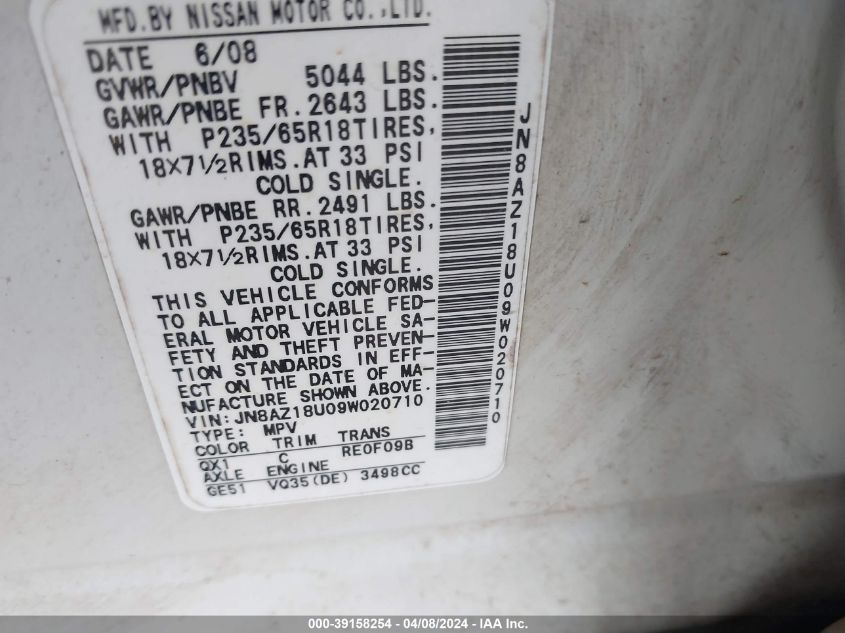 MFD.BY NISSAN MOTOR CO.,LTD.
DATE 6/08
GVWR/PNBV 5044 LBS.
GAWR/PNBE FR. 2643 LBS.
WITH P235/65R18TIRES,
18X7½RIMS.AT 33 PSI
COLD SINGLE.
GAWR/PNBE RR. 2491 LBS.
WITH P235/65R18TIRES,
18X7½RIMS.AT 33 PSI
COLD SINGLE.
THIS VEHICLE CONFORMS
TO ALL APPLICABLE FED-
ERAL MOTOR VEHICLE SA-
FETY AND THEFT PREVEN-
TION STANDARDS IN EFF-
ECT ON THE DATE OF MA-
NUFACTURE SHOWN ABOVE.
VIN: JN8AZ18U09W020710
TYPE: MPV
COLOR TRIM TRANS
QX1 C RE0F09B
AXLE ENGINE
GE51 VQ35(DE) 3498CC
JN8AZ18U09W020710
000-39158254 - 04/08/2024 - IAA Inc.